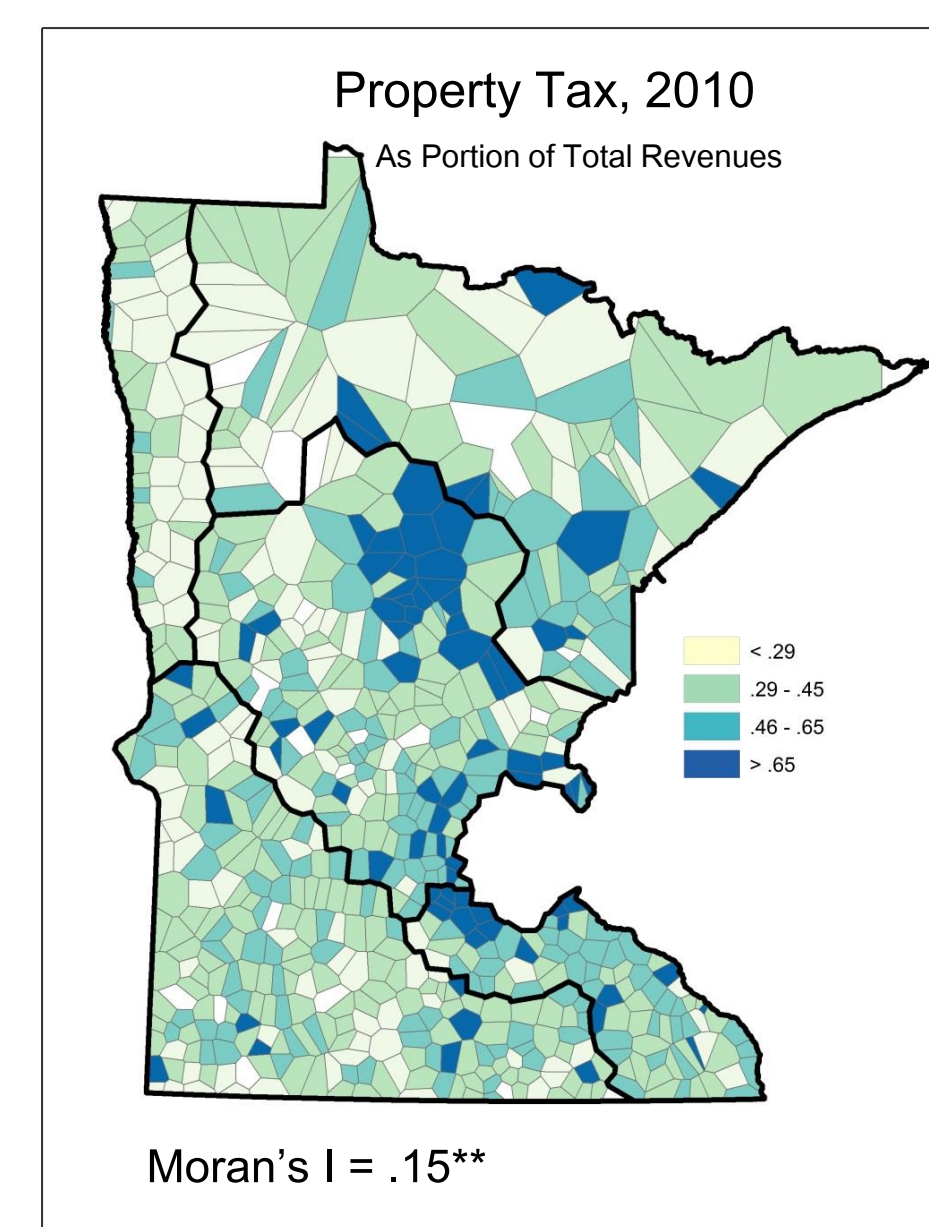 Property Tax, 2010
As Portion of Total Revenues
< .29
.29 - .45
.46 - .65
> .65
Moran’s I = .15**